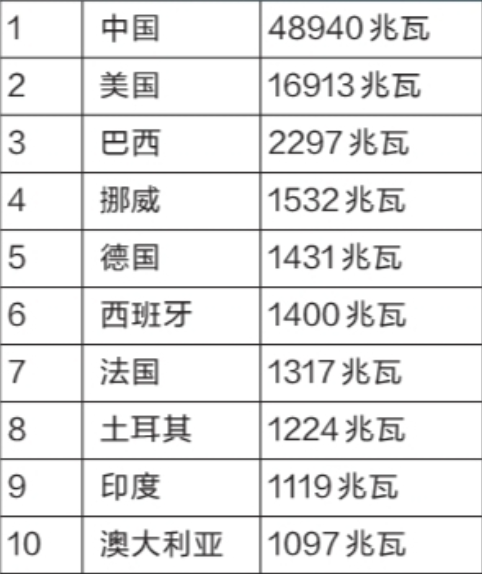 1 中国 48940兆瓦
2 美国 16913兆瓦
3 巴西 2297兆瓦
4 挪威 1532兆瓦
5 德国 1431兆瓦
6 西班牙 1400兆瓦
7 法国 1317兆瓦
8 土耳其 1224兆瓦
9 印度 1119兆瓦
10 澳大利亚 1097兆瓦